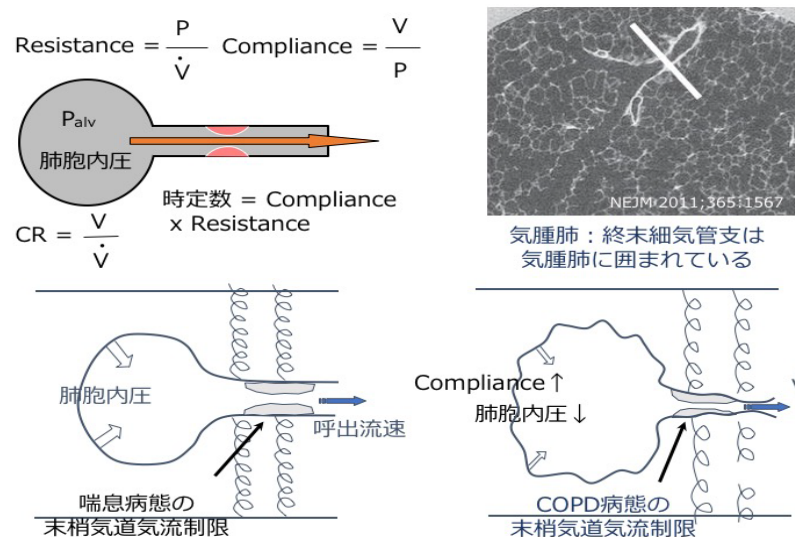 Resistance = P / V̇ Compliance = V / P
Palv
肺胞内圧
時定数 = Compliance
x Resistance
CR = V / V̇
NEJM 2011;365:1567
気腫肺：終末細気管支は
気腫肺に囲まれている
肺胞内圧
呼出流速
喘息病態の
末梢気道気流制限
Compliance ↑
肺胞内圧 ↓
COPD病態の
末梢気道気流制限